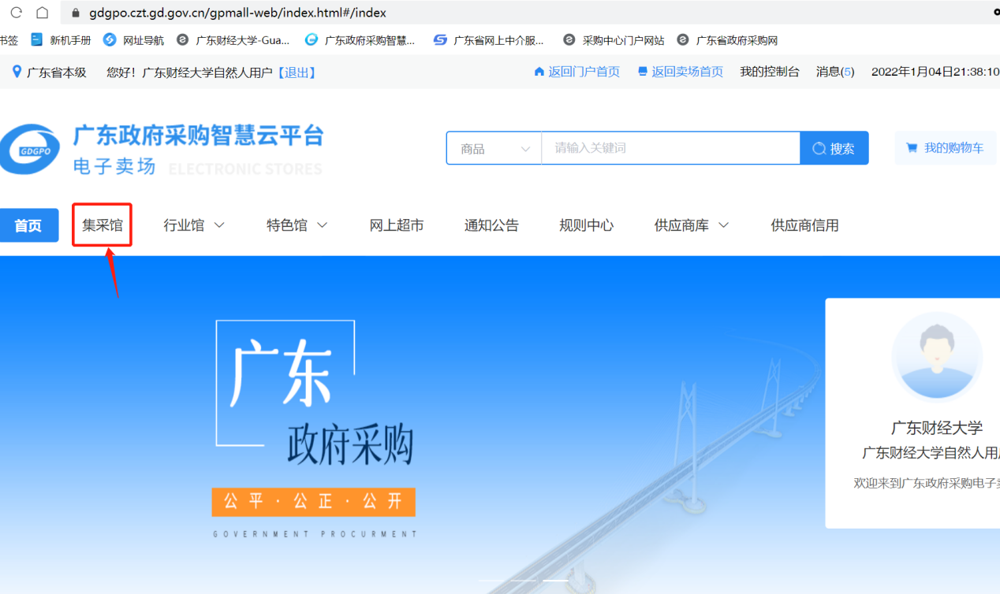 gdgpo.czt.gd.gov.cn/gpmall-web/index.html#/index
书签 新机手册 网址导航 广东财经大学-Gua... 广东政府采购智慧... 广东省网上中介服... 采购中心门户网站 广东省政府采购网
广东省本级 您好！广东财经大学自然人用户【退出】 返回门户首页 返回卖场首页 我的控制台 消息(5) 2022年1月04日21:38:10
GDGPO
广东政府采购智慧云平台
电子卖场 ELECTRONIC STORES
商品 请输入关键词 搜索 我的购物车
首页 集采馆 行业馆 特色馆 网上超市 通知公告 规则中心 供应商库 供应商信用
广东
政府采购
公平·公正·公开
GOVERNMENT PROCURMENT
广东财经大学
广东财经大学自然人用
欢迎来到广东政府采购电子